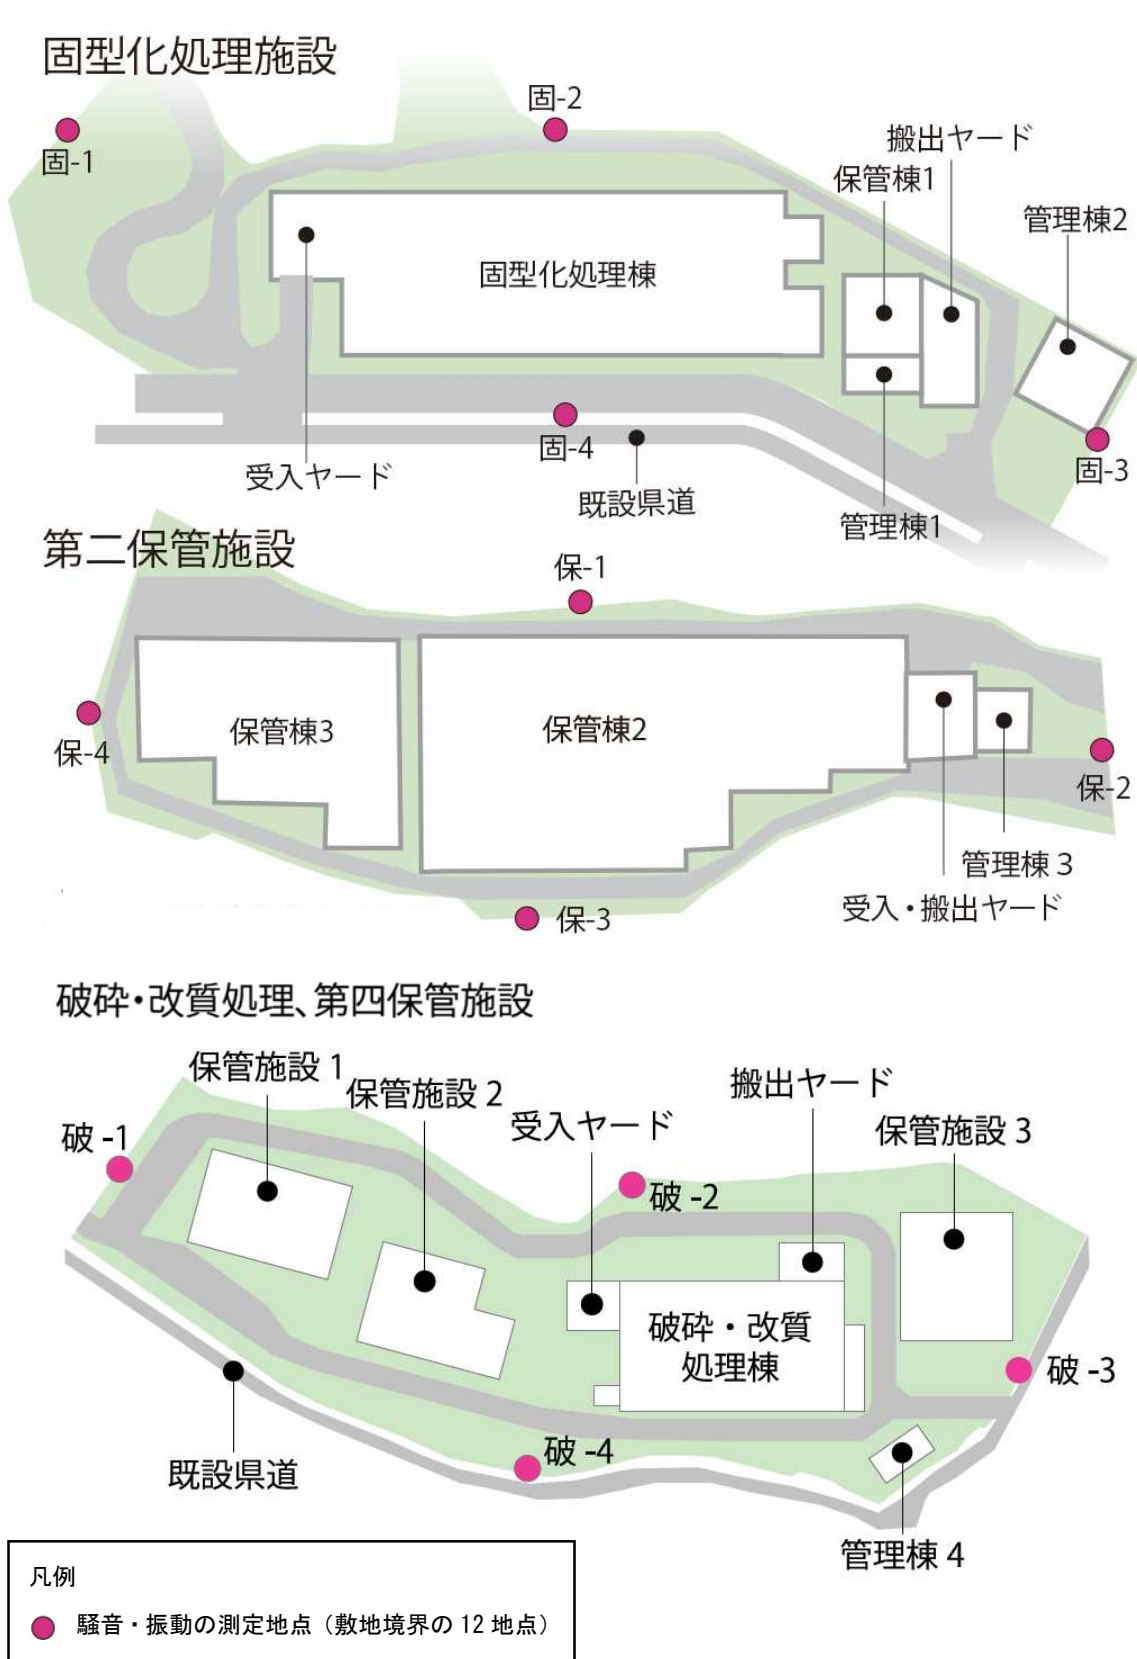 固型化処理施設
固-1
固-2
搬出ヤード
保管棟1
管理棟2
固型化処理棟
固-4
固-3
受入ヤード
既設県道
管理棟1
第二保管施設
保-1
保管棟3
保管棟2
保-4
保-2
管理棟 3
受入・搬出ヤード
保-3
破砕・改質処理、第四保管施設
保管施設 1
保管施設 2
搬出ヤード
受入ヤード
保管施設 3
破 -1
破 -2
破砕・改質
処理棟
破 -3
破 -4
既設県道
管理棟 4
凡例
騒音・振動の測定地点（敷地境界の 12 地点）